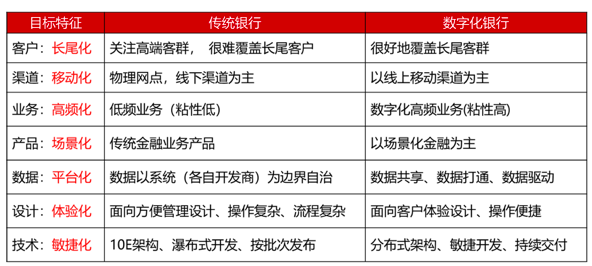 目标特征 传统银行 数字化银行
客户：长尾化 关注高端客群， 很难覆盖长尾客户 很好地覆盖长尾客群
渠道：移动化 物理网点，线下渠道为主 以线上移动渠道为主
业务：高频化 低频业务（粘性低） 数字化高频业务(粘性高)
产品：场景化 传统金融业务产品 以场景化金融为主
数据：平台化 数据以系统（各自开发商）为边界自治 数据共享、数据打通、数据驱动
设计：体验化 面向方便管理设计、操作复杂、流程复杂 面向客户体验设计、操作便捷
技术：敏捷化 10E架构、瀑布式开发、按批次发布 分布式架构、敏捷开发、持续交付